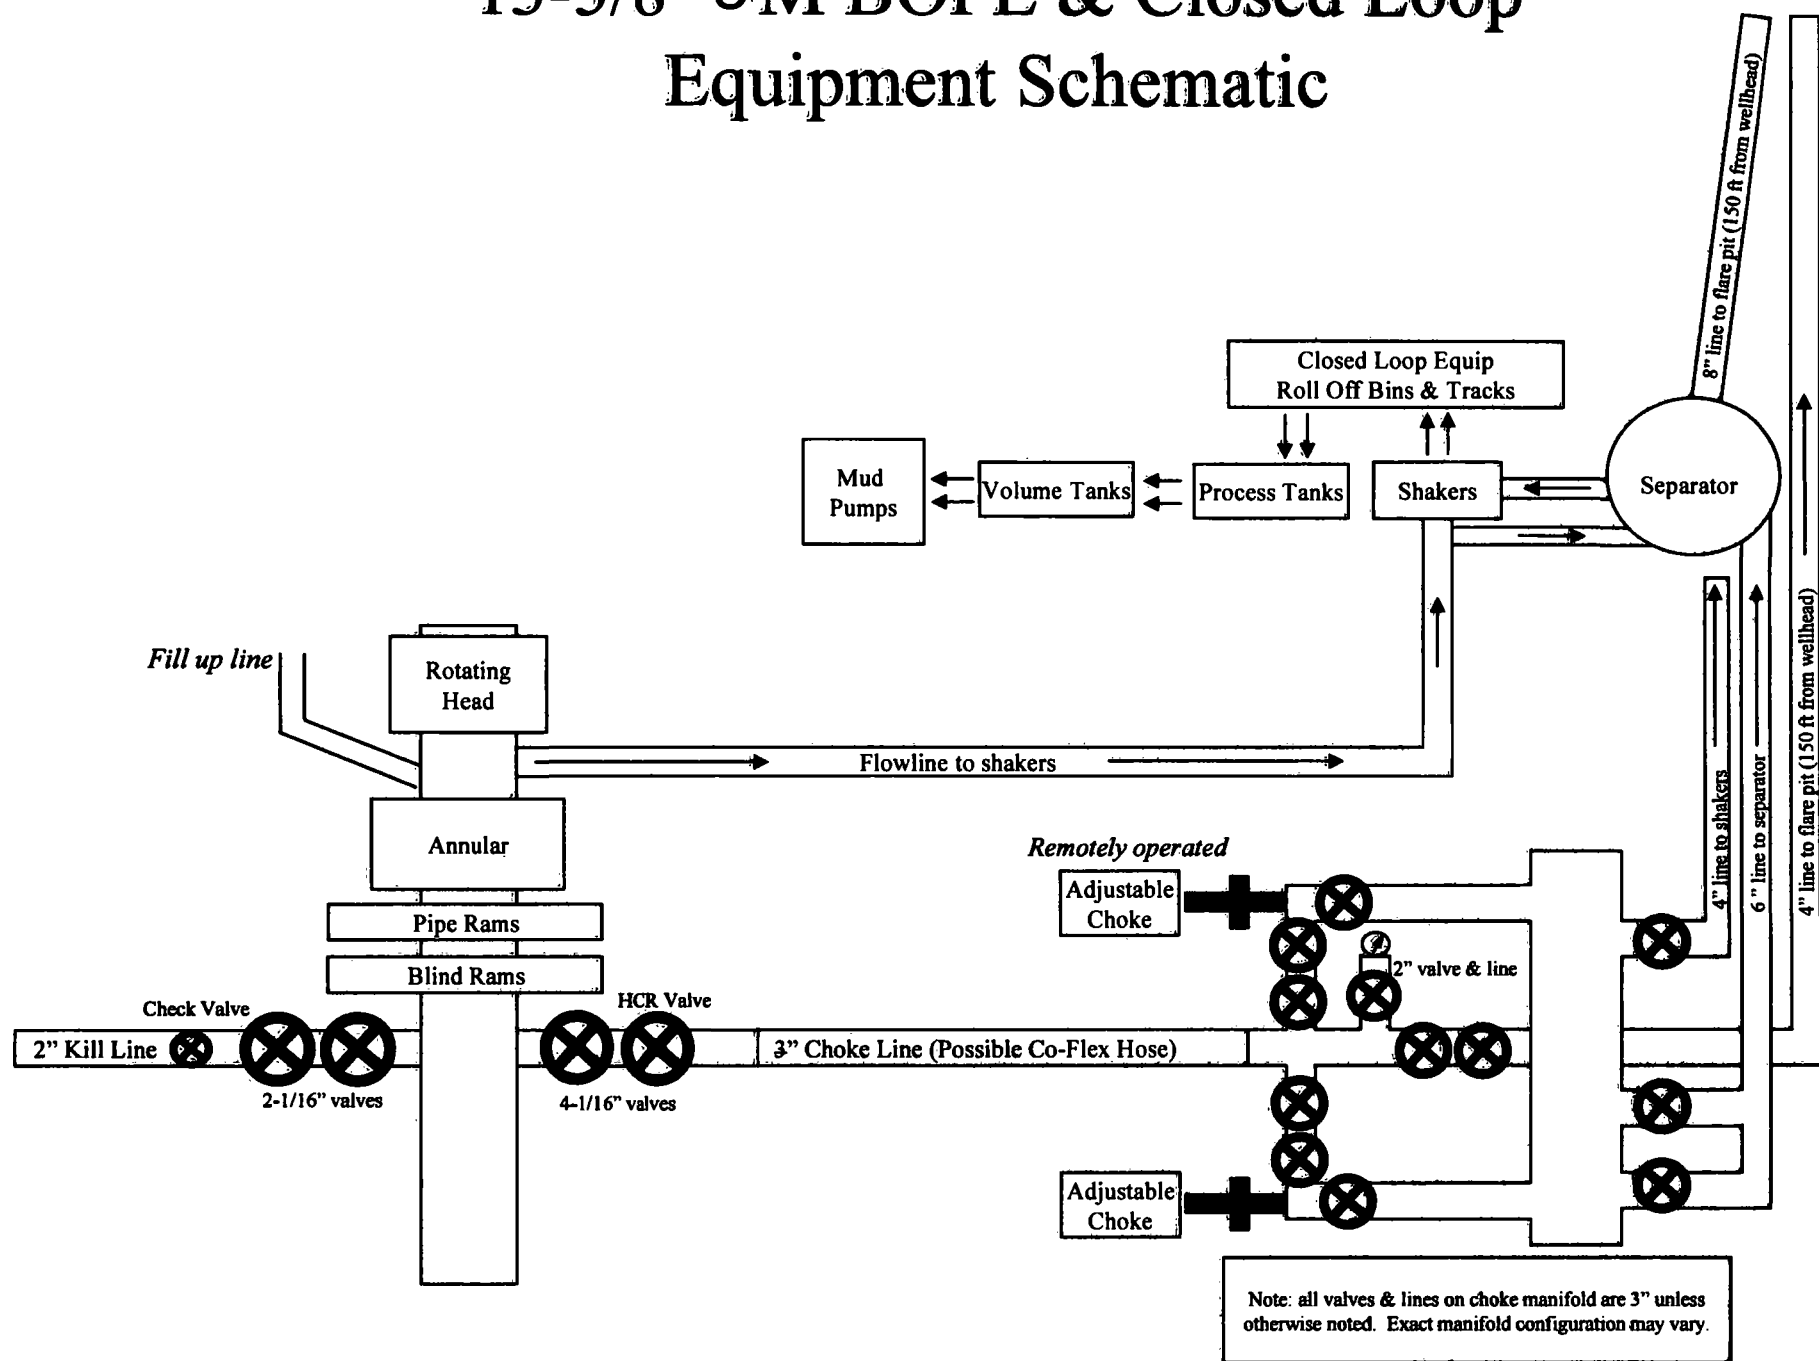 & Closed Loop
Equipment Schematic
8” line to flare pit (150 ft from wellhead)
Closed Loop Equip
Roll Off Bins & Tracks
Mud
Pumps
Volume Tanks
Process Tanks
Shakers
Separator
Fill up line
Rotating
Head
Flowline to shakers
Annular
Pipe Rams
Blind Rams
Remotely operated
Adjustable
Choke
2” valve & line
4” line to shakers
6” line to separator
4” line to flare pit (150 ft from wellhead)
Check Valve
HCR Valve
2” Kill Line
3” Choke Line (Possible Co-Flex Hose)
2-1/16” valves
4-1/16” valves
Adjustable
Choke
Note: all valves & lines on choke manifold are 3” unless
otherwise noted. Exact manifold configuration may vary.